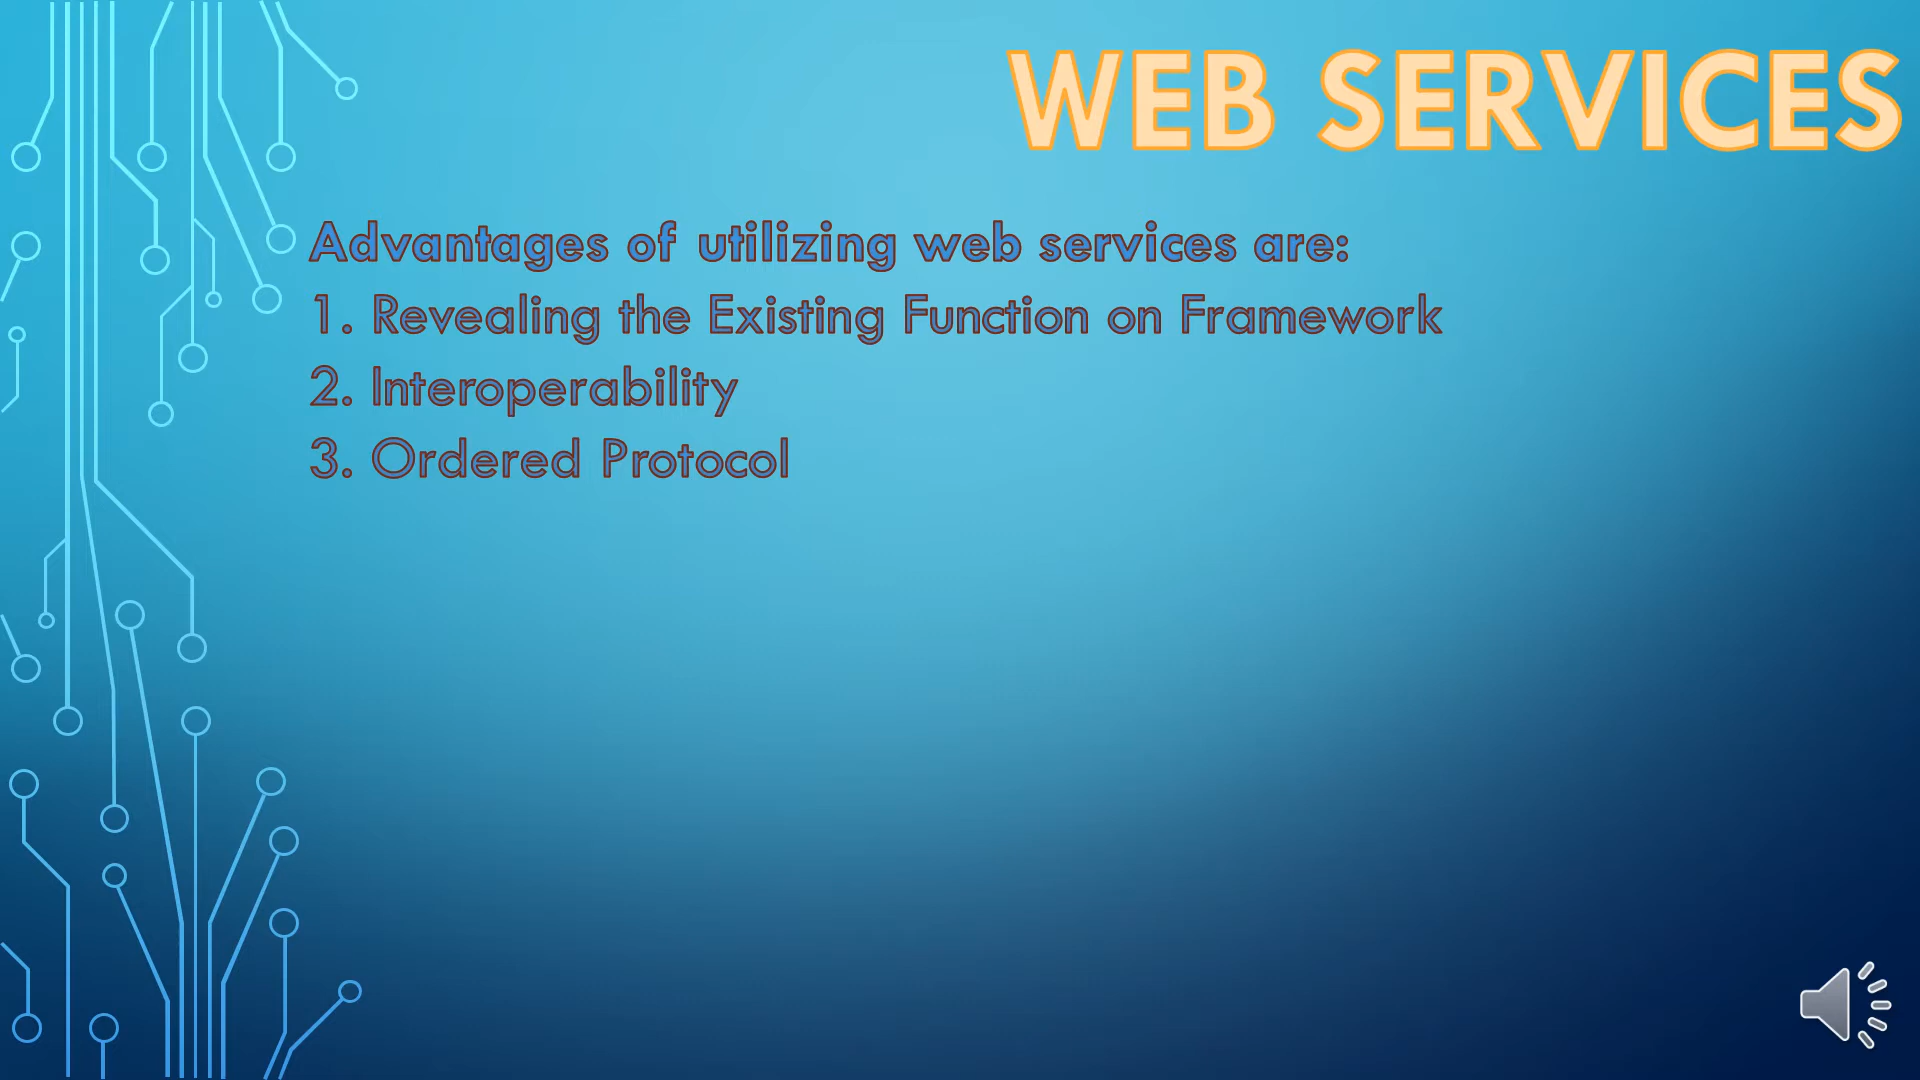 WEB SERVICES
Advantages of utilizing web services are:
1. Revealing the Existing Function on Framework
2. Interoperability
3. Ordered Protocol